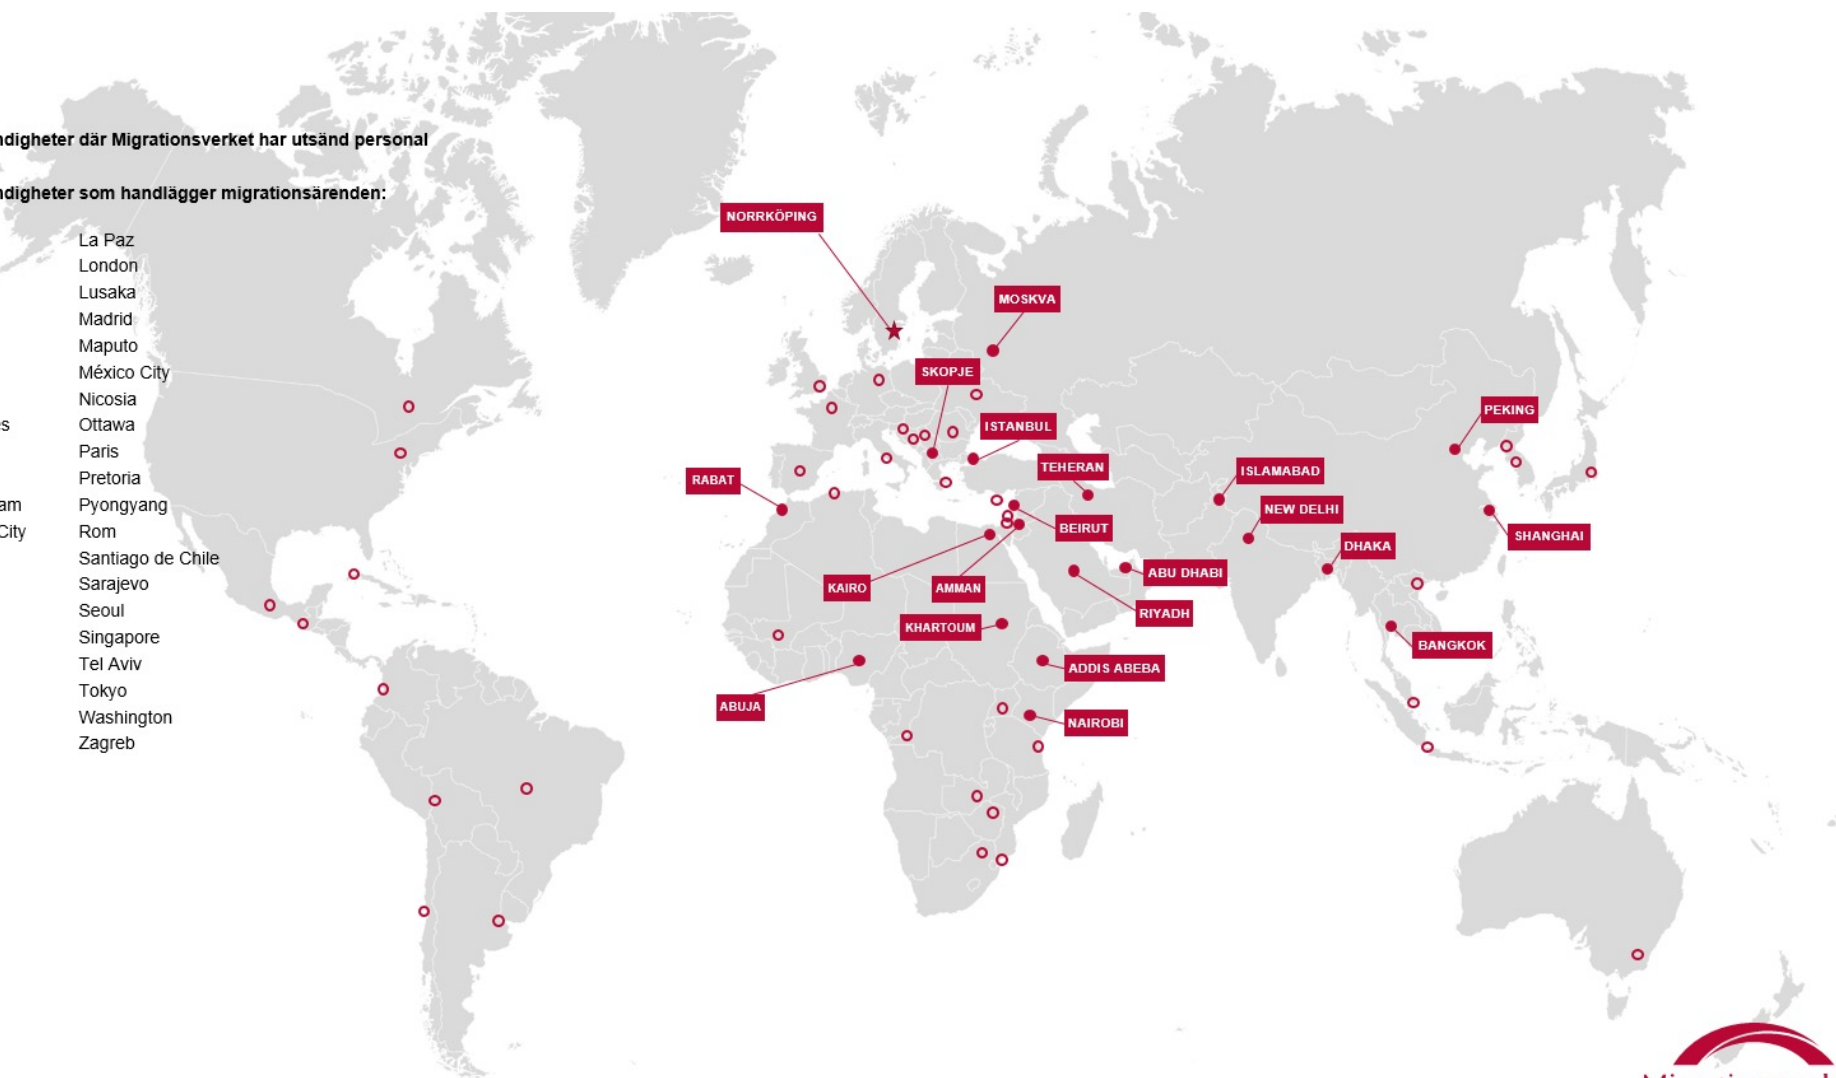 ndigheter där Migrationsverket har utsänd personal
ndigheter som handlägger migrationsärenden:
La Paz
London
Lusaka
Madrid
Maputo
México City
Nicosia
s Ottawa
Paris
Pretoria
am Pyongyang
City Rom
Santiago de Chile
Sarajevo
Seoul
Singapore
Tel Aviv
Tokyo
Washington
Zagreb
NORRKÖPING
MOSKVA
SKOPJE
PEKING
ISTANBUL
TEHERAN
ISLAMABAD
RABAT
NEW DELHI
BEIRUT
SHANGHAI
DHAKA
ABU DHABI
KAIRO
AMMAN
RIYADH
KHARTOUM
BANGKOK
ADDIS ABEBA
ABUJA
NAIROBI